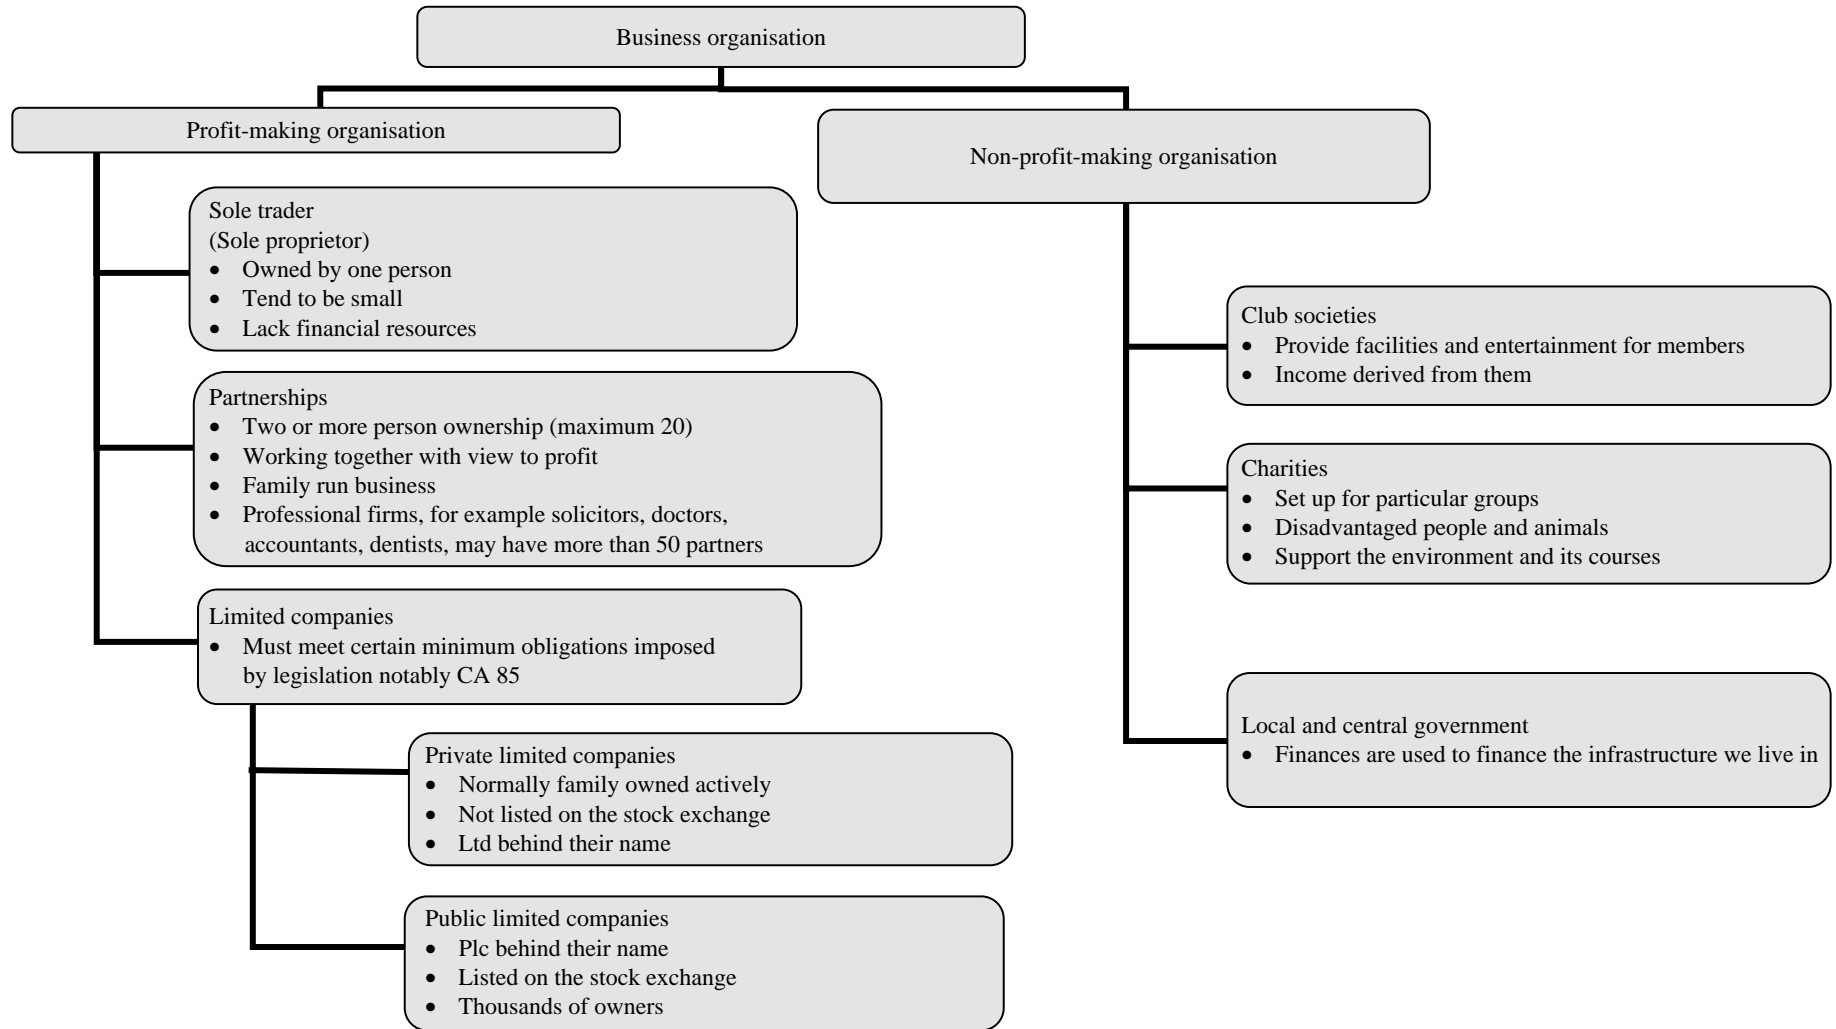 Business organisation
Profit-making organisation
Non-profit-making organisation
Sole trader
(Sole proprietor)
• Owned by one person
• Tend to be small
• Lack financial resources
Partnerships
• Two or more person ownership (maximum 20)
• Working together with view to profit
• Family run business
• Professional firms, for example solicitors, doctors,
accountants, dentists, may have more than 50 partners
Limited companies
• Must meet certain minimum obligations imposed
by legislation notably CA 85
Private limited companies
• Normally family owned actively
• Not listed on the stock exchange
• Ltd behind their name
Public limited companies
• Plc behind their name
• Listed on the stock exchange
• Thousands of owners
Club societies
• Provide facilities and entertainment for members
• Income derived from them
Charities
• Set up for particular groups
• Disadvantaged people and animals
• Support the environment and its courses
Local and central government
• Finances are used to finance the infrastructure we live in